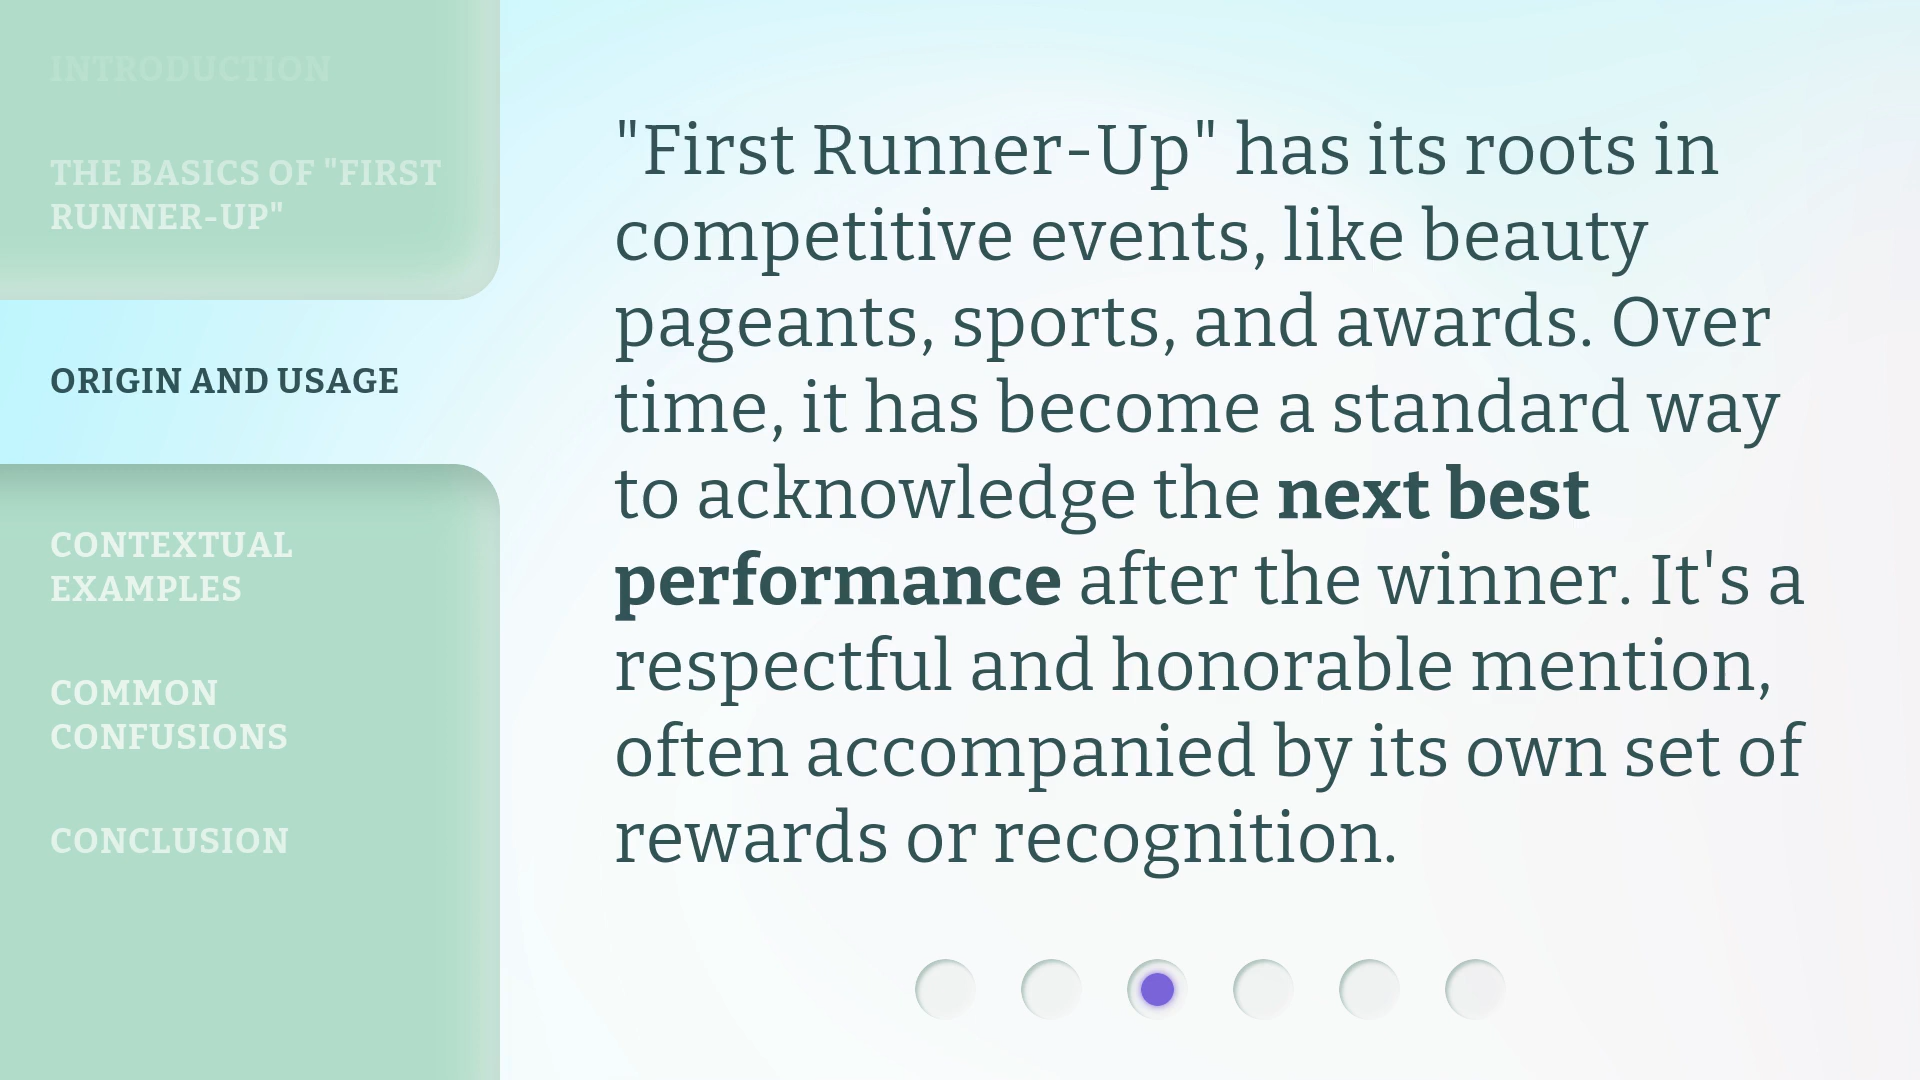 INTRODUCTION
THE BASICS OF "FIRST
RUNNER-UP"
ORIGIN AND USAGE
CONTEXTUAL
EXAMPLES
COMMON
CONFUSIONS
CONCLUSION
"First Runner-Up" has its roots in
competitive events, like beauty
pageants, sports, and awards. Over
time, it has become a standard way
to acknowledge the next best
performance after the winner. It's a
respectful and honorable mention,
often accompanied by its own set of
rewards or recognition.